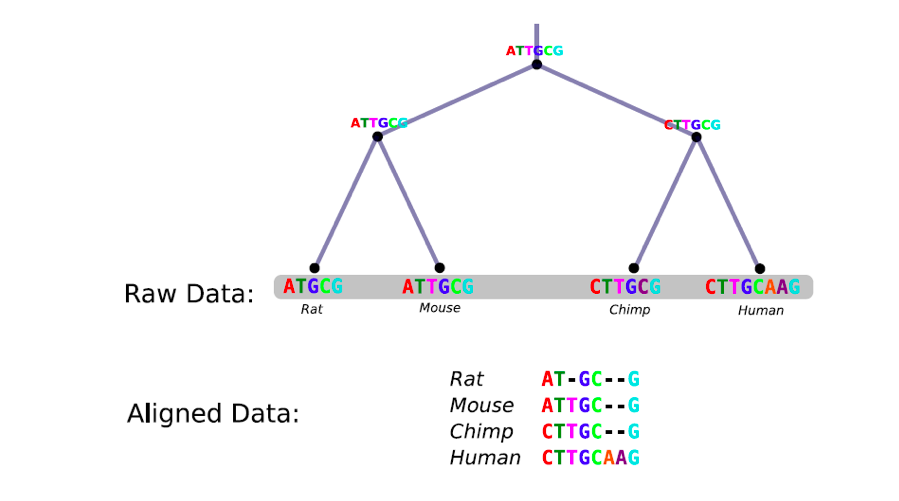 ATTGCG
ATTGCG CTTGCG
Raw Data: ATGCG ATTGCG CTTGCG CTTGCAAG
Rat Mouse Chimp Human
Aligned Data:
Rat AT-GC--G
Mouse ATTGC--G
Chimp CTTGC--G
Human CTTGCAAG